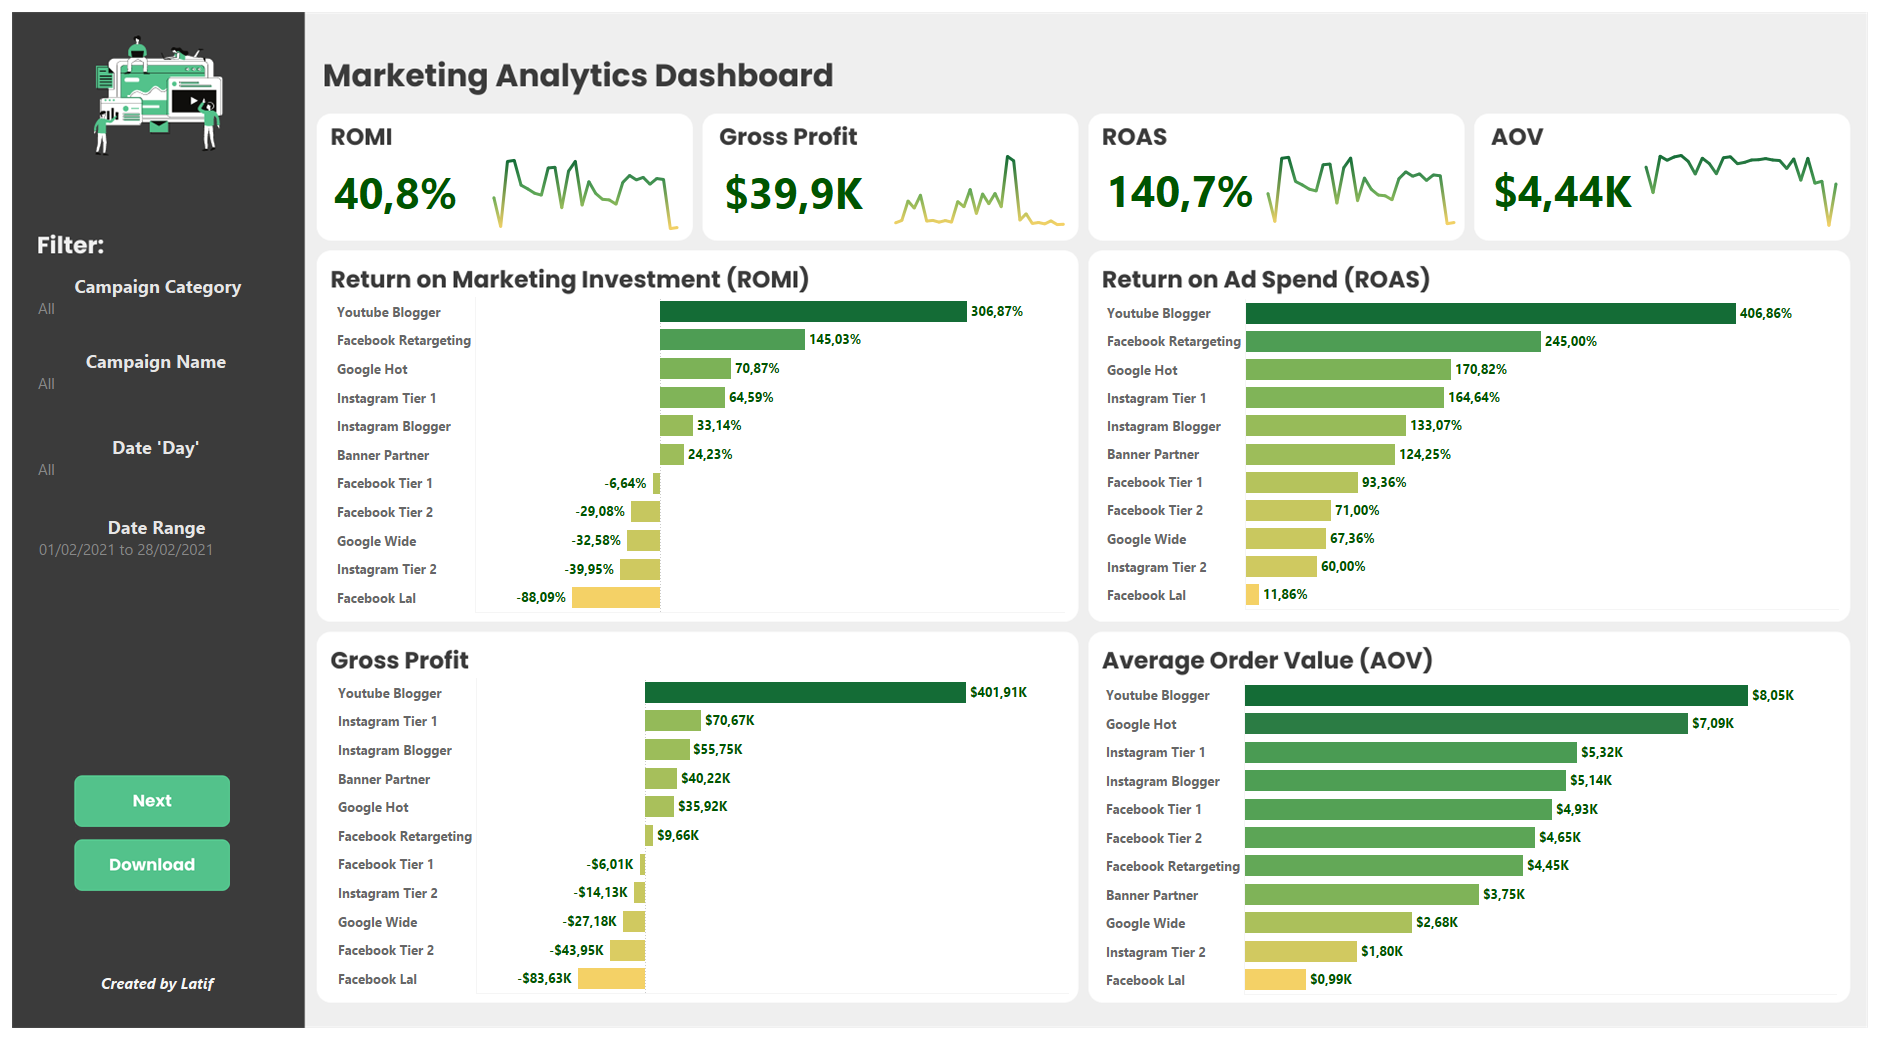 Marketing Analytics Dashboard
Filter:
Campaign Category
All
Campaign Name
All
Date 'Day'
All
Date Range
01/02/2021 to 28/02/2021
Next
Download
Created by Latif
ROMI
40,8%
Gross Profit
$39,9K
ROAS
140,7%
AOV
$4,44K
Return on Marketing Investment (ROMI)
Youtube Blogger 306,87%
Facebook Retargeting 145,03%
Google Hot 70,87%
Instagram Tier 1 64,59%
Instagram Blogger 33,14%
Banner Partner 24,23%
Facebook Tier 1 -6,64%
Facebook Tier 2 -29,08%
Google Wide -32,58%
Instagram Tier 2 -39,95%
Facebook Lal -88,09%
Return on Ad Spend (ROAS)
Youtube Blogger 406,86%
Facebook Retargeting 245,00%
Google Hot 170,82%
Instagram Tier 1 164,64%
Instagram Blogger 133,07%
Banner Partner 124,25%
Facebook Tier 1 93,36%
Facebook Tier 2 71,00%
Google Wide 67,36%
Instagram Tier 2 60,00%
Facebook Lal 11,86%
Gross Profit
Youtube Blogger $401,91K
Instagram Tier 1 $70,67K
Instagram Blogger $55,75K
Banner Partner $40,22K
Google Hot $35,92K
Facebook Retargeting $9,66K
Facebook Tier 1 -$6,01K
Instagram Tier 2 -$14,13K
Google Wide -$27,18K
Facebook Tier 2 -$43,95K
Facebook Lal -$83,63K
Average Order Value (AOV)
Youtube Blogger $8,05K
Google Hot $7,09K
Instagram Tier 1 $5,32K
Instagram Blogger $5,14K
Facebook Tier 1 $4,93K
Facebook Tier 2 $4,65K
Facebook Retargeting $4,45K
Banner Partner $3,75K
Google Wide $2,68K
Instagram Tier 2 $1,80K
Facebook Lal $0,99K